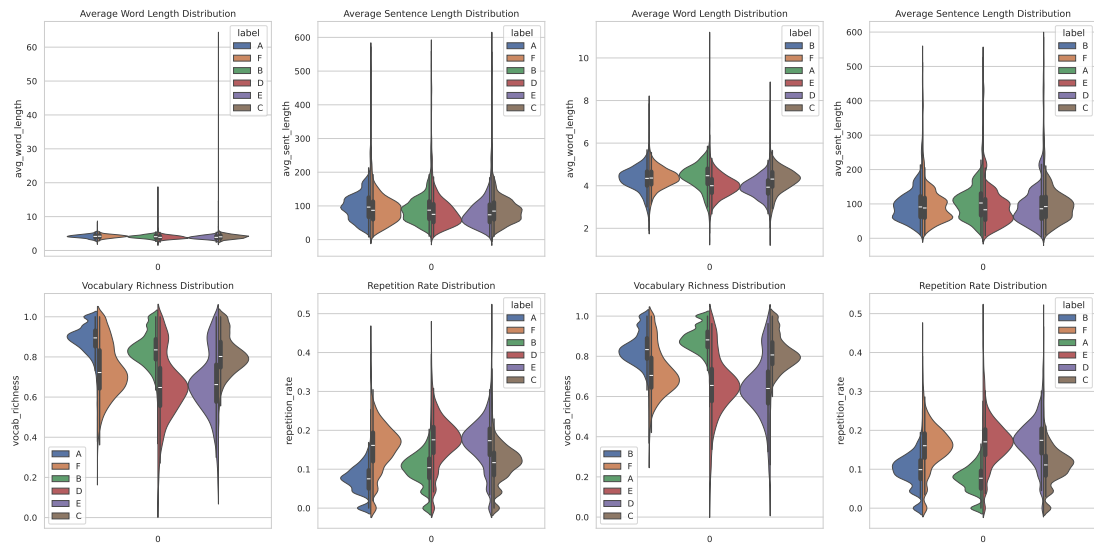 Average Word Length Distribution
avg_word_length
60
50
40
30
20
10
0
label
A
F
B
D
E
C
0
Average Sentence Length Distribution
avg_sent_length
600
500
400
300
200
100
0
label
A
F
B
D
E
C
0
Average Word Length Distribution
avg_word_length
10
8
6
4
2
label
B
F
A
E
D
C
0
Average Sentence Length Distribution
avg_sent_length
600
500
400
300
200
100
0
label
B
F
A
E
D
C
0
Vocabulary Richness Distribution
vocab_richness
1.0
0.8
0.6
0.4
0.2
0.0
label
A
F
B
D
E
C
0
Repetition Rate Distribution
repetition_rate
0.5
0.4
0.3
0.2
0.1
0.0
label
A
F
B
D
E
C
0
Vocabulary Richness Distribution
vocab_richness
1.0
0.8
0.6
0.4
0.2
0.0
label
B
F
A
E
D
C
0
Repetition Rate Distribution
repetition_rate
0.5
0.4
0.3
0.2
0.1
0.0
label
B
F
A
E
D
C
0